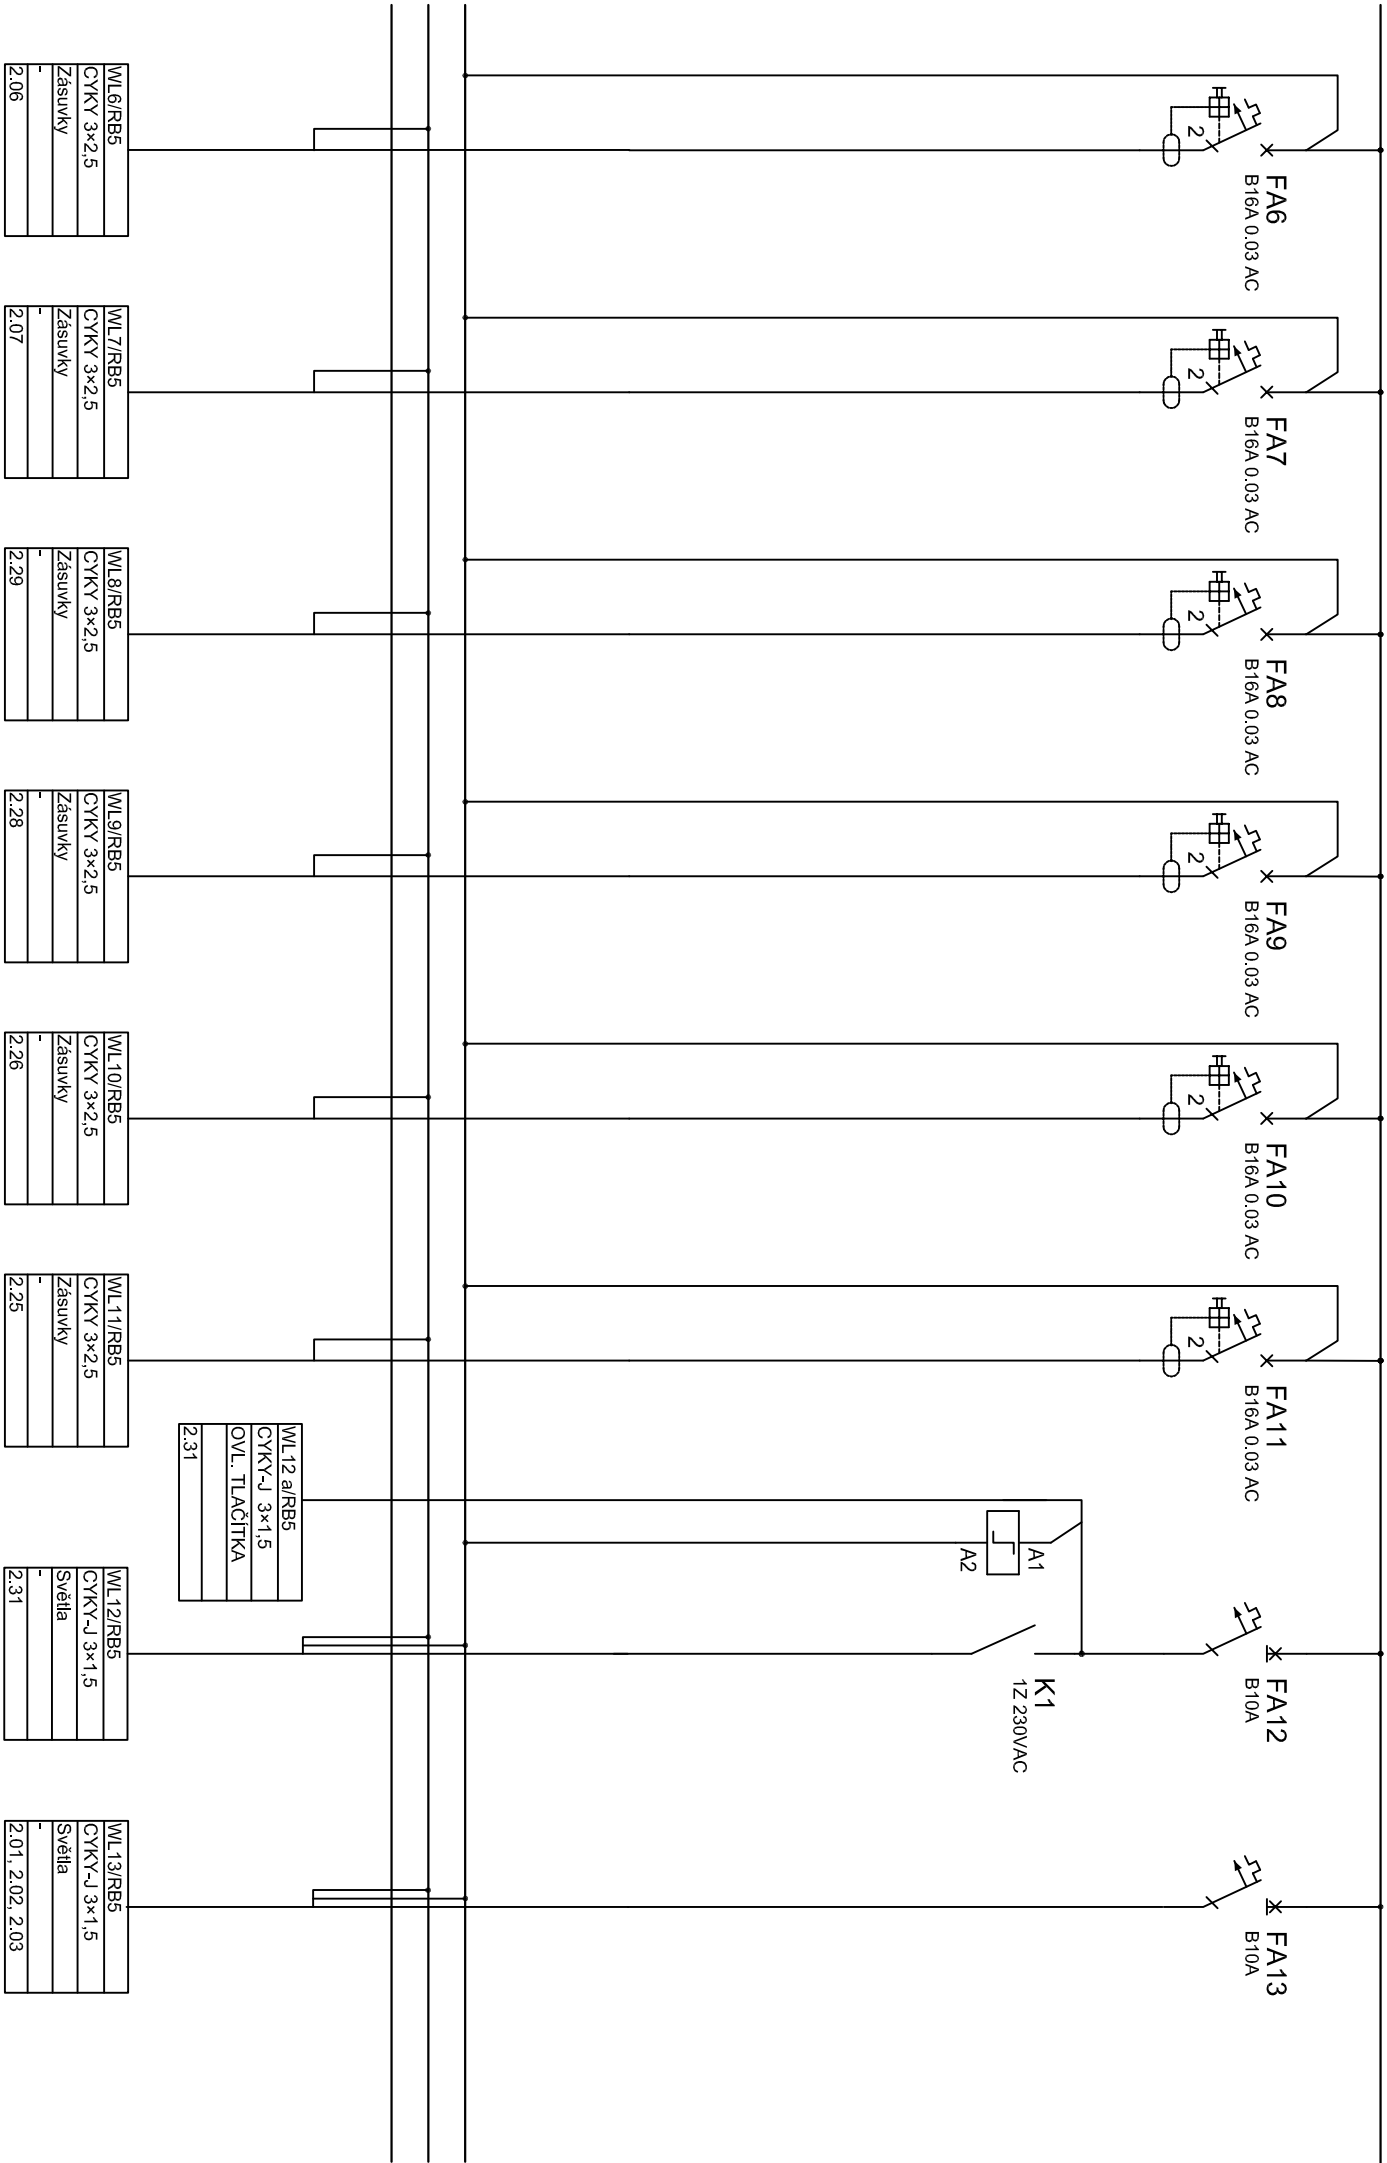 FA6
B16A 0.03 AC
2
FA7
B16A 0.03 AC
2
FA8
B16A 0.03 AC
2
FA9
B16A 0.03 AC
2
FA10
B16A 0.03 AC
2
FA11
B16A 0.03 AC
2
FA12
B10A
FA13
B10A
A1
A2
K1
1Z 230VAC
WL12 a/RB5
CYKY-J 3×1,5
OVL. TLAČÍTKA
2.31
WL6/RB5
CYKY 3×2,5
Zásuvky
-
2.06
WL7/RB5
CYKY 3×2,5
Zásuvky
-
2.07
WL8/RB5
CYKY 3×2,5
Zásuvky
-
2.29
WL9/RB5
CYKY 3×2,5
Zásuvky
-
2.28
WL10/RB5
CYKY 3×2,5
Zásuvky
-
2.26
WL11/RB5
CYKY 3×2,5
Zásuvky
-
2.25
WL12/RB5
CYKY-J 3×1,5
Světla
-
2.31
WL13/RB5
CYKY-J 3×1,5
Světla
-
2.01, 2.02, 2.03